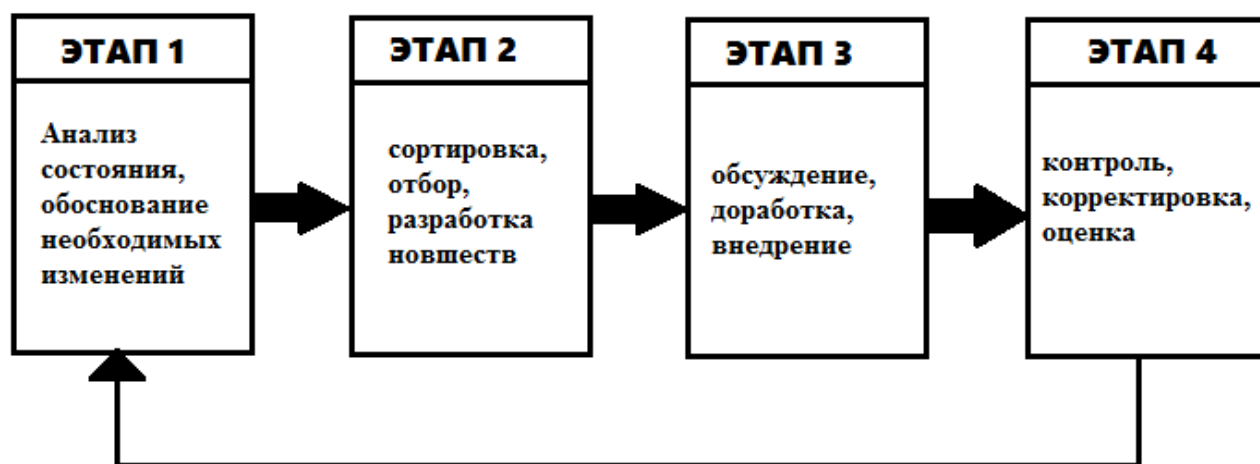 ЭТАП 1
Анализ
состояния,
обоснование
необходимых
изменений
ЭТАП 2
сортировка,
отбор,
разработка
новшеств
ЭТАП 3
обсуждение,
доработка,
внедрение
ЭТАП 4
контроль,
корректировка,
оценка